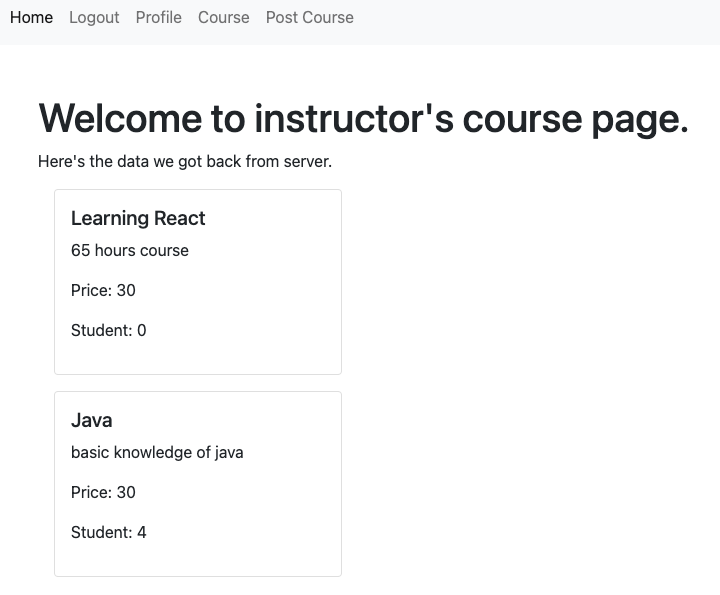 Home Logout Profile Course Post Course
Welcome to instructor's course page.
Here's the data we got back from server.
Learning React
65 hours course
Price: 30
Student: 0
Java
basic knowledge of java
Price: 30
Student: 4